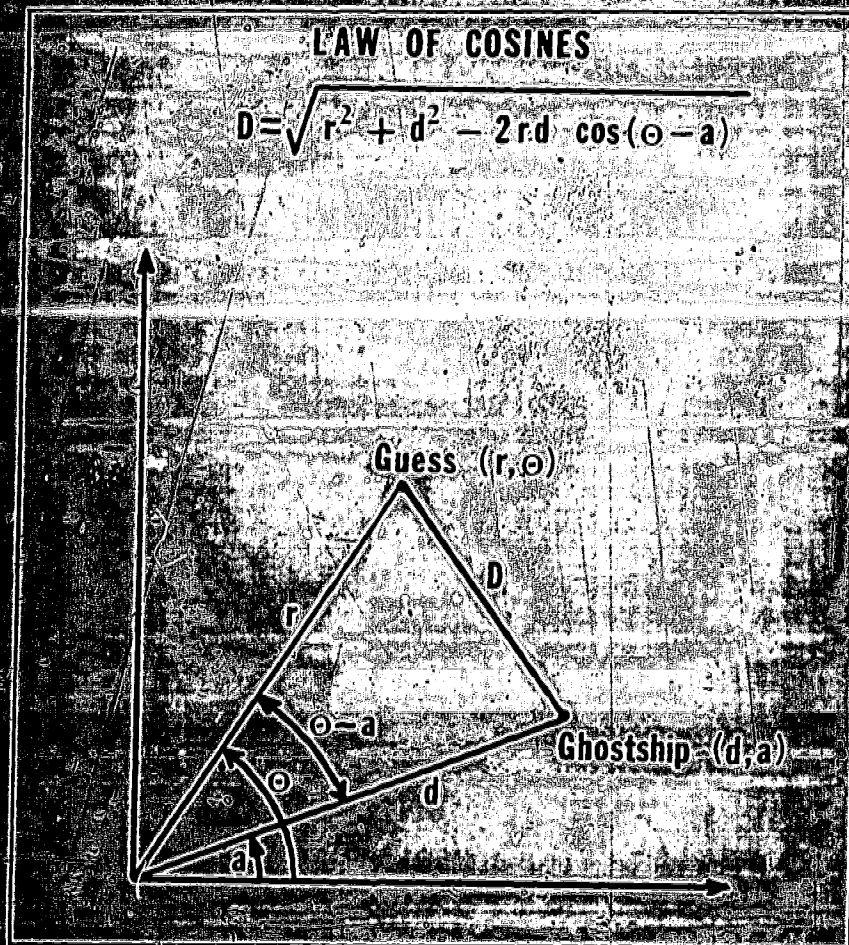 LAW OF COSINES
D=√r² + d² − 2rd cos(Θ−a)
Guess (r,Θ)
D
r
Θ−a
Ghostship (d,a)
Θ
d
a